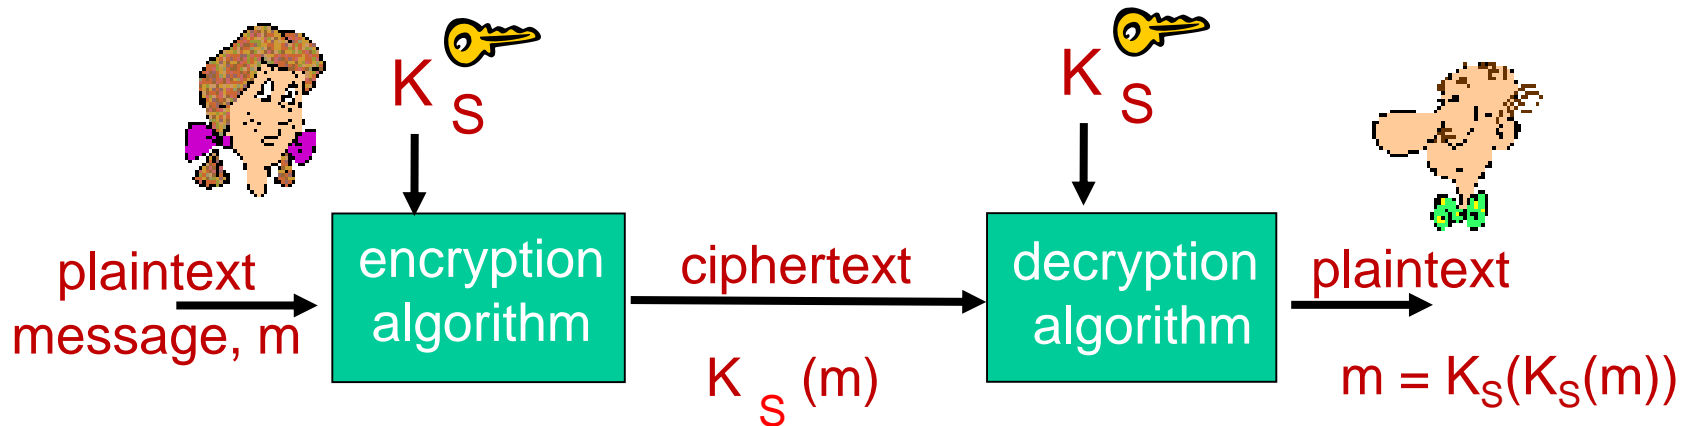 K S
K S
plaintext
message, m
encryption
algorithm
ciphertext
K S (m)
decryption
algorithm
plaintext
m = KS(KS(m))